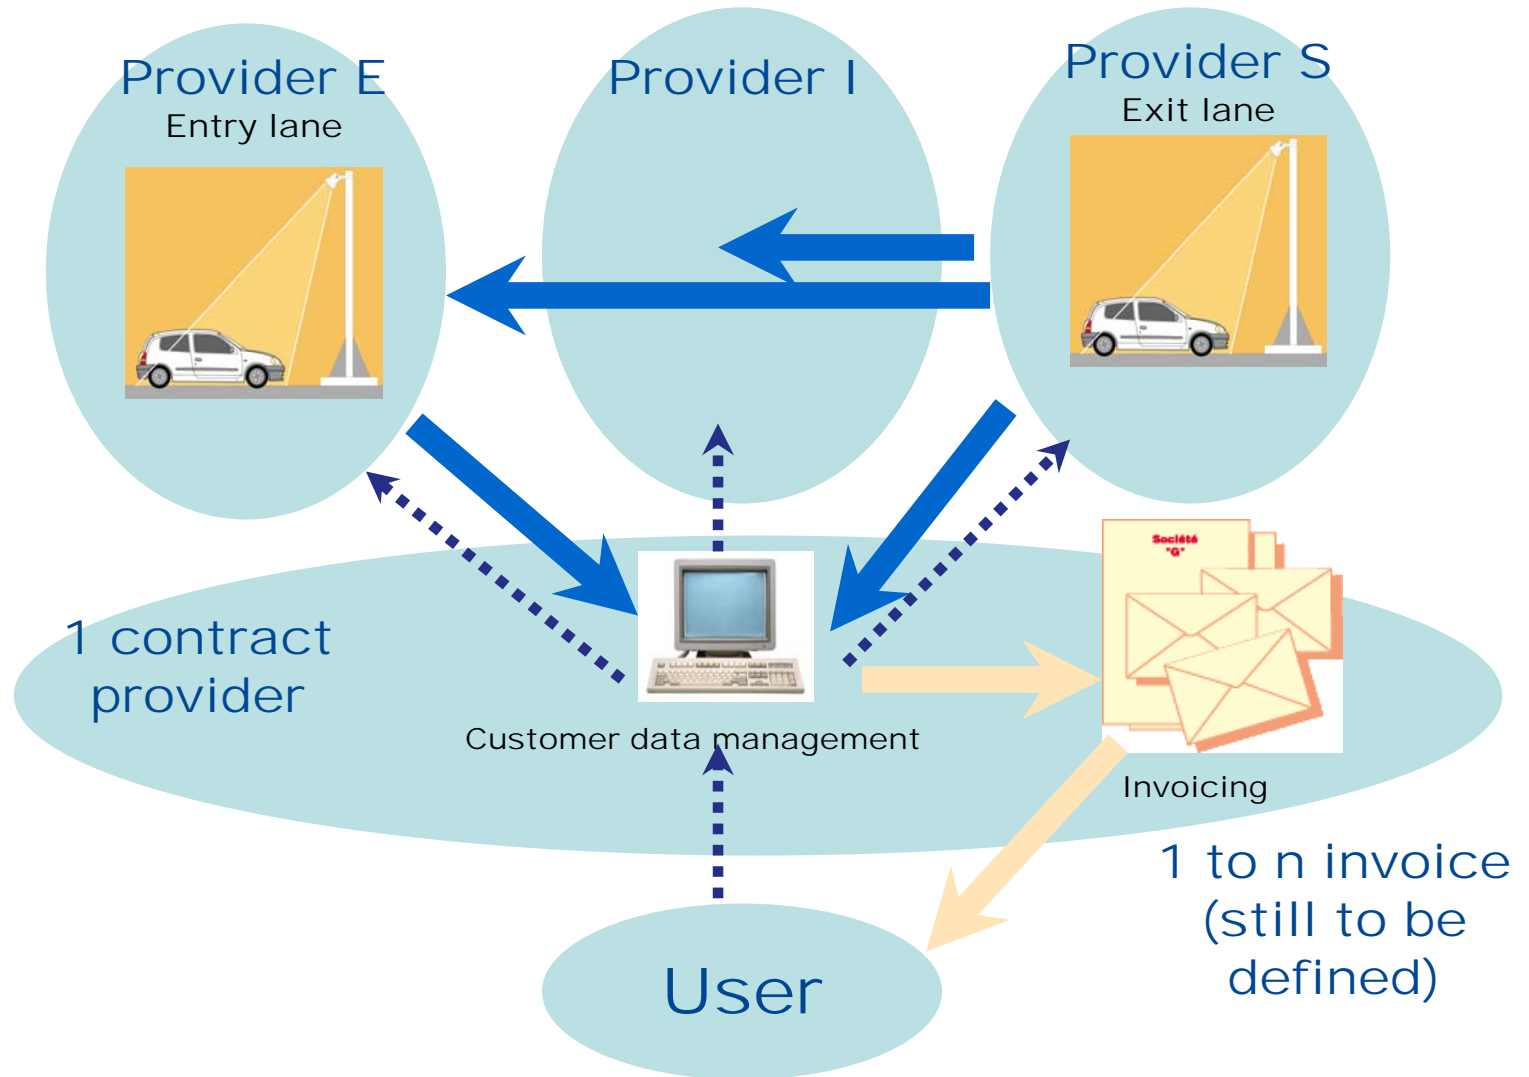 Provider E
Entry lane
Provider I
Provider S
Exit lane
1 contract
provider
Customer data management
Société
"G"
Invoicing
1 to n invoice
(still to be
defined)
User